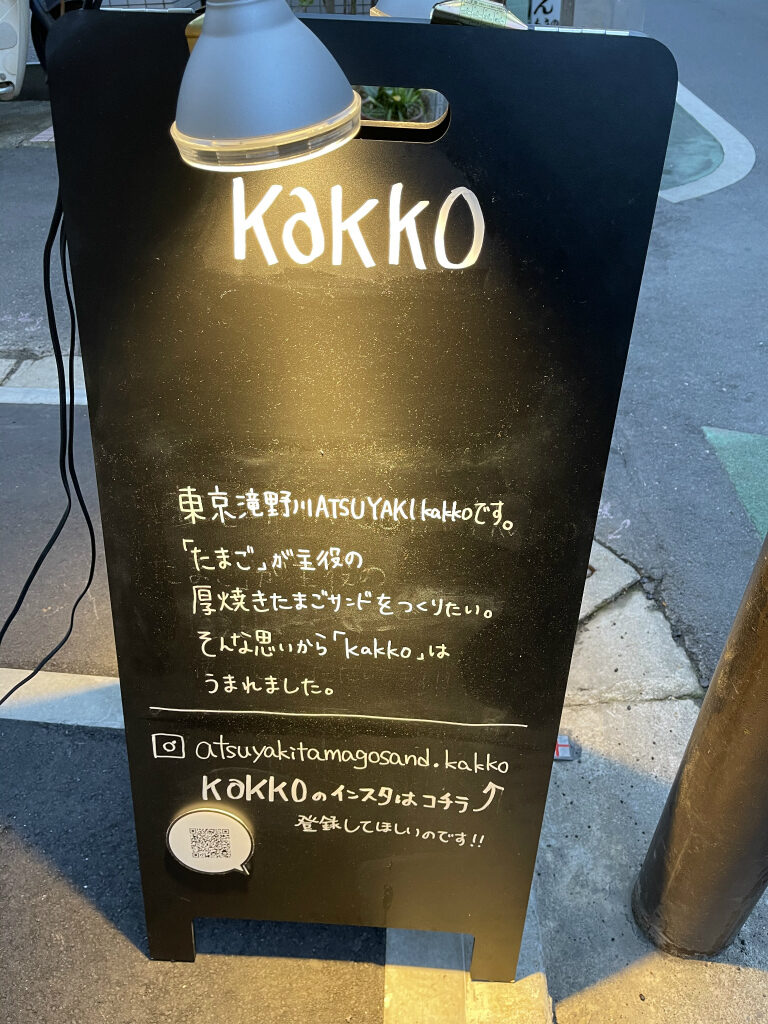 kakko
東京滝野川ATSUYAKI kakkoです。
「たまご」が主役の
厚焼きたまごサンドをつくりたい。
そんな思いから「kakko」は
うまれました。
atsuyakitamagosand.kakko
kakkoのインスタはコチラ
登録してほしいのです!!